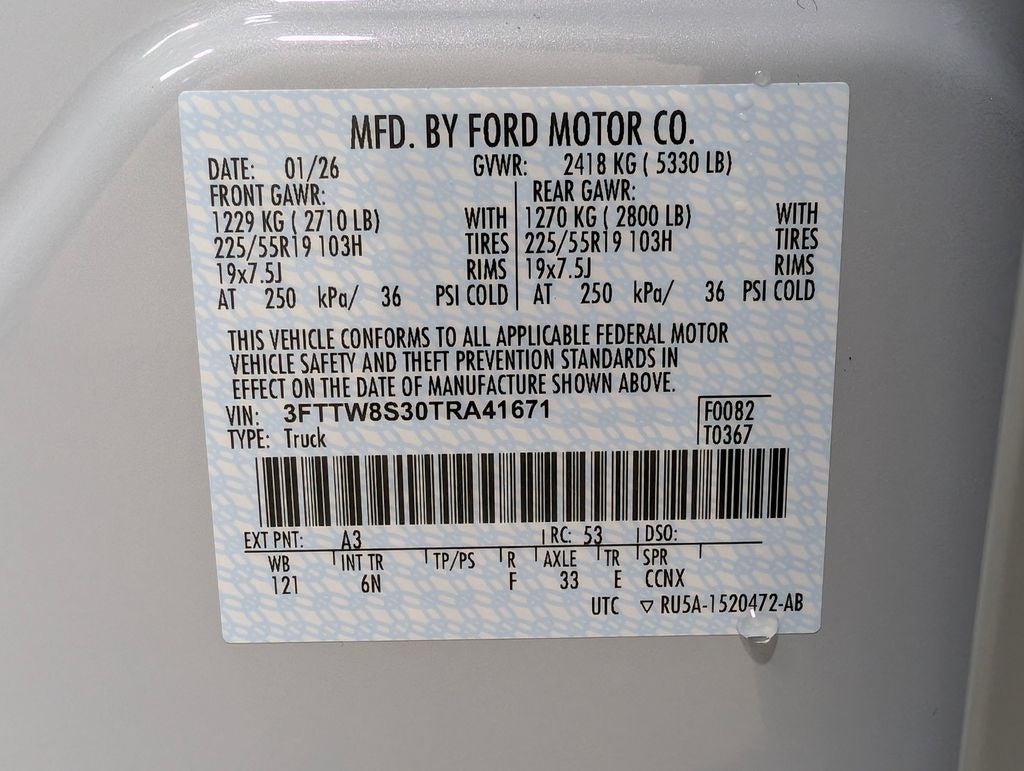 MFD. BY FORD MOTOR CO.
DATE: 01/26 GVWR: 2418 KG ( 5330 LB)
FRONT GAWR: REAR GAWR:
1229 KG ( 2710 LB) WITH 1270 KG ( 2800 LB) WITH
225/55R19 103H TIRES 225/55R19 103H TIRES
19x7.5J RIMS 19x7.5J RIMS
AT 250 kPa/ 36 PSI COLD AT 250 kPa/ 36 PSI COLD
THIS VEHICLE CONFORMS TO ALL APPLICABLE FEDERAL MOTOR
VEHICLE SAFETY AND THEFT PREVENTION STANDARDS IN
EFFECT ON THE DATE OF MANUFACTURE SHOWN ABOVE.
VIN: 3FTTW8S30TRA41671 F0082
TYPE: Truck T0367
EXT PNT: A3 RC: 53 DSO:
WB INT TR TP/PS R AXLE TR SPR
121 6N F 33 E CCNX
UTC ▽ RU5A-1520472-AB